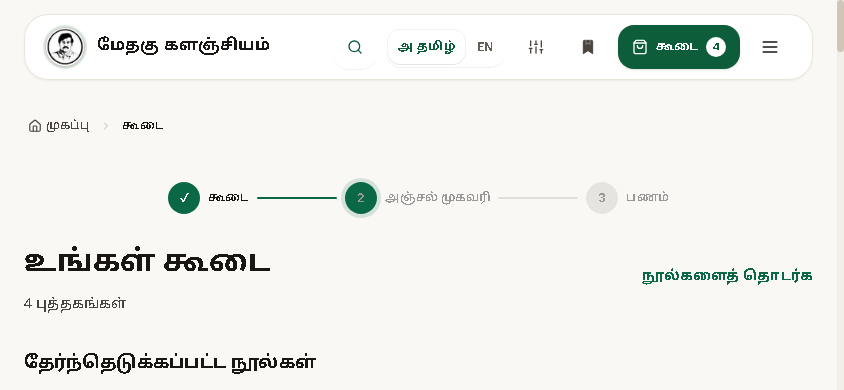 மேதகு களஞ்சியம்
அ தமிழ் EN கூடை 4
முகப்பு கூடை
✓ கூடை 2 அஞ்சல் முகவரி 3 பணம்
உங்கள் கூடை
நூல்களைத் தொடர்க
4 புத்தகங்கள்
தேர்ந்தெடுக்கப்பட்ட நூல்கள்